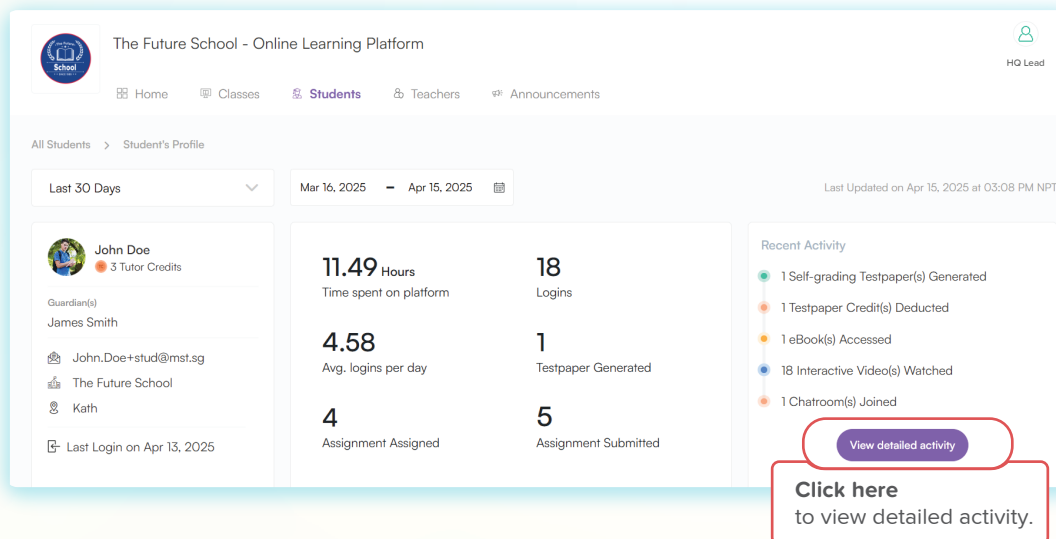 The Future School - Online Learning Platform
School
HQ Lead
Home Classes Students Teachers Announcements
All Students > Student's Profile
Last 30 Days
Mar 16, 2025 – Apr 15, 2025
Last Updated on Apr 15, 2025 at 03:08 PM NPT
John Doe
3 Tutor Credits
Guardian(s)
James Smith
John.Doe+stud@mst.sg
The Future School
Kath
Last Login on Apr 13, 2025
11.49 Hours
Time spent on platform
18
Logins
4.58
Avg. logins per day
1
Testpaper Generated
4
Assignment Assigned
5
Assignment Submitted
Recent Activity
1 Self-grading Testpaper(s) Generated
1 Testpaper Credit(s) Deducted
1 eBook(s) Accessed
18 Interactive Video(s) Watched
1 Chatroom(s) Joined
View detailed activity
Click here
to view detailed activity.